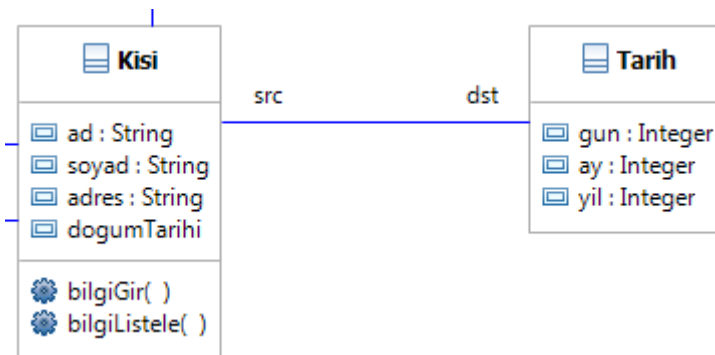 Kisi
ad : String
soyad : String
adres : String
dogumTarihi
bilgiGir( )
bilgiListele( )
src
dst
Tarih
gun : Integer
ay : Integer
yil : Integer